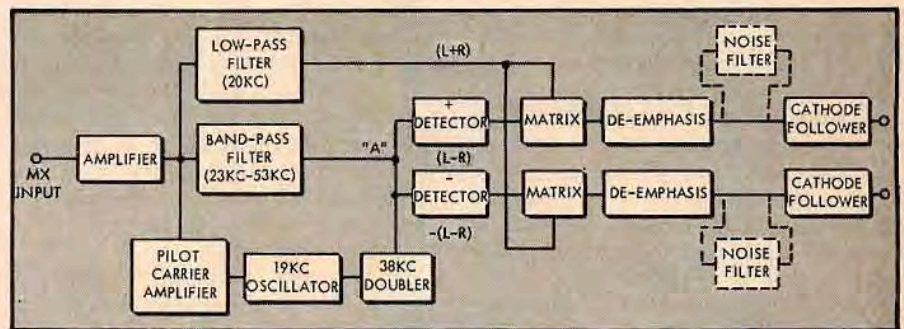 LOW-PASS
FILTER
(20KC)
(L+R)
NOISE
FILTER
MX
INPUT
AMPLIFIER
BAND-PASS
FILTER
(23KC-53KC)
"A"
+
DETECTOR
(L-R)
MATRIX
DE-EMPHASIS
CATHODE
FOLLOWER
-
DETECTOR
-(L-R)
MATRIX
DE-EMPHASIS
CATHODE
FOLLOWER
PILOT
CARRIER
AMPLIFIER
19KC
OSCILLATOR
38KC
DOUBLER
NOISE
FILTER